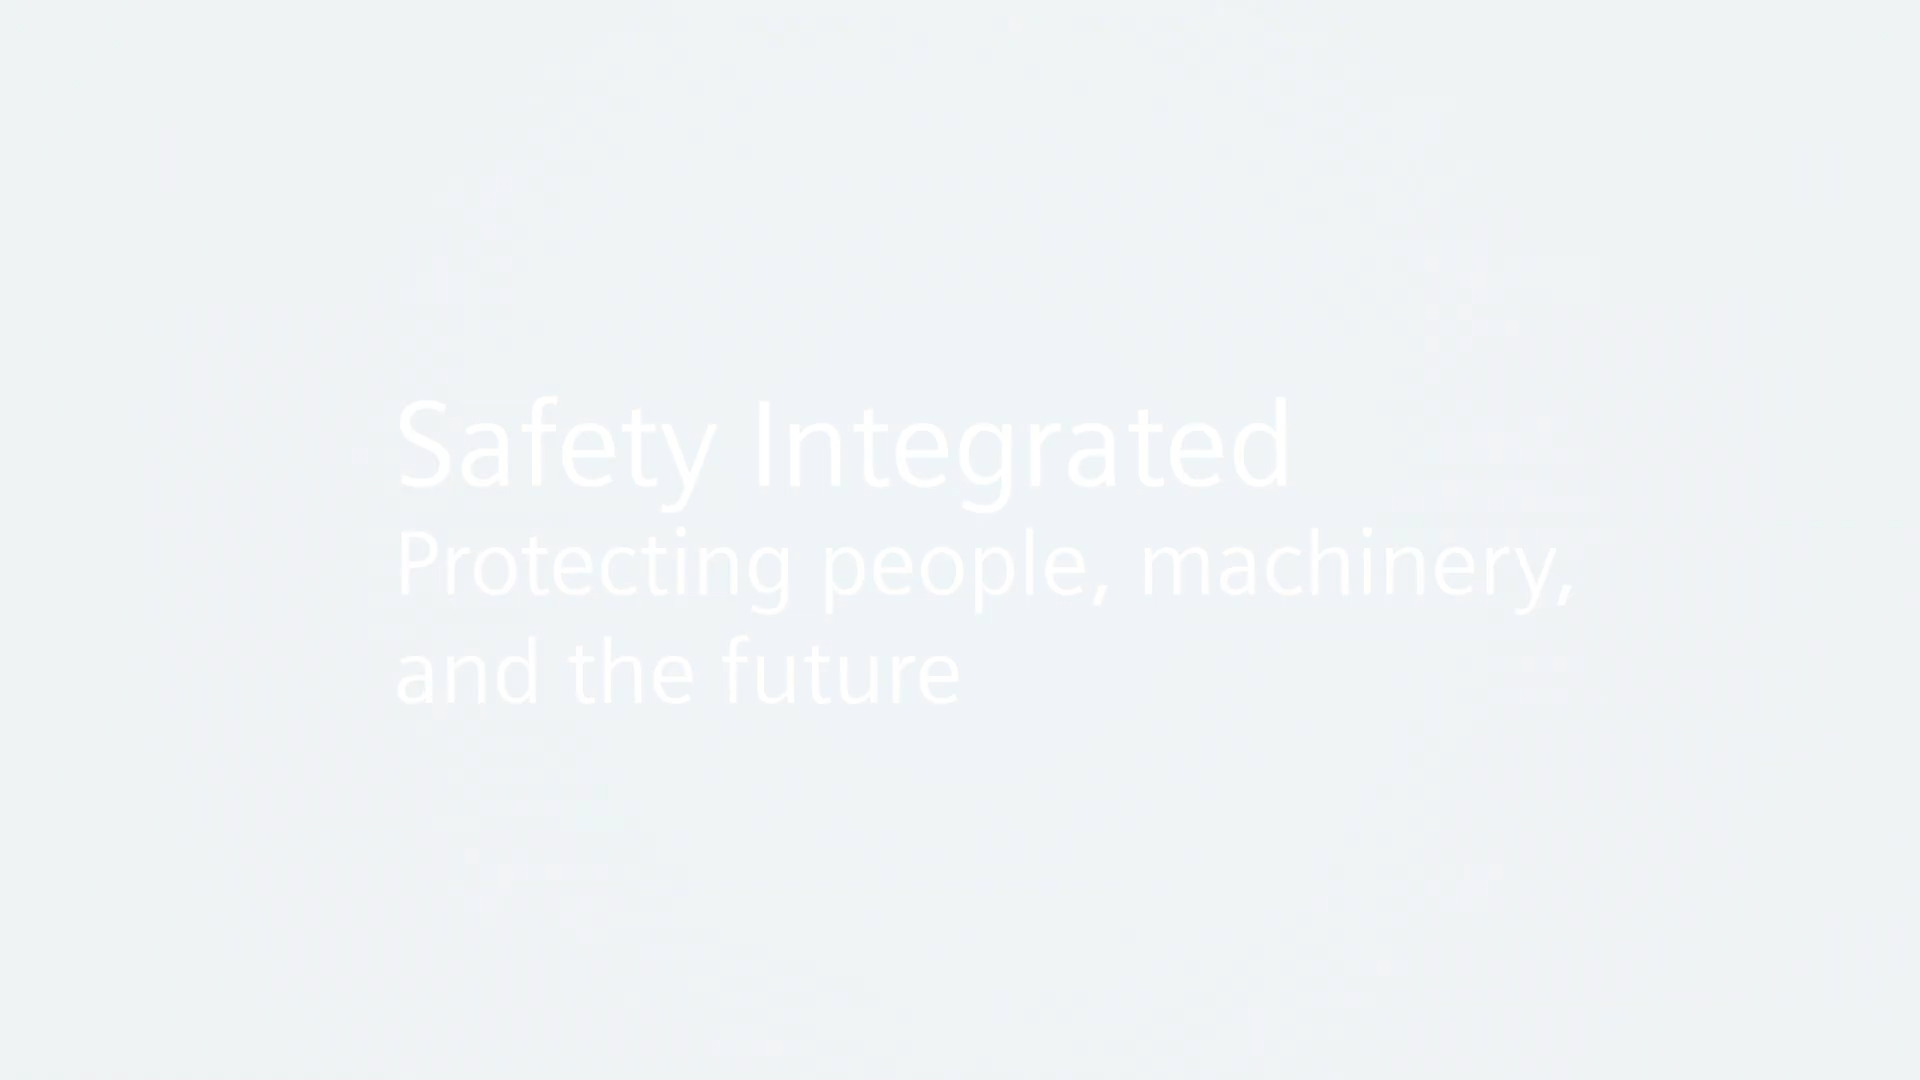 Safety Integrated
Protecting people, machinery,
and the future